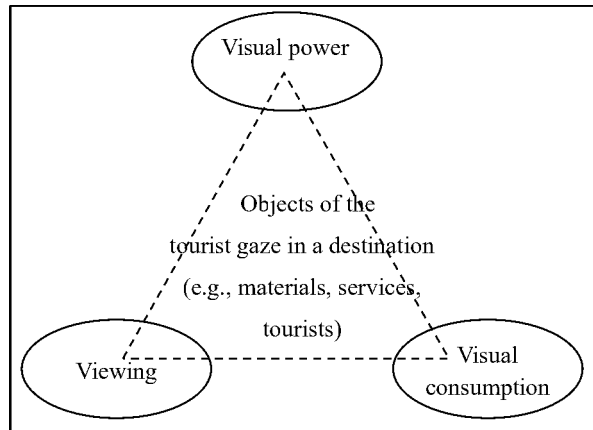 Visual power
Objects of the
tourist gaze in a destination
(e.g., materials, services,
tourists)
Viewing
Visual
consumption